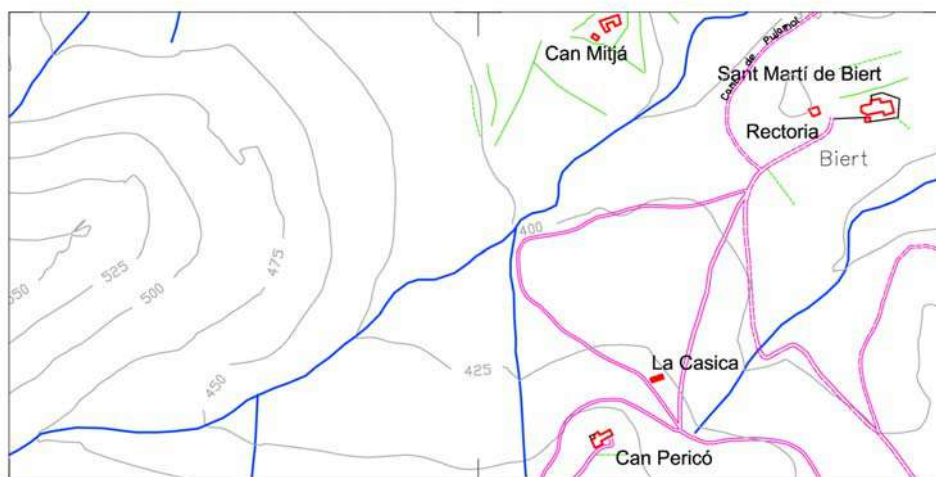 Can Mitjá
Camí de Pujarnol
Sant Martí de Biert
Rectoria
Biert
400
475
525
500
550
450
425
La Casica
Can Pericó